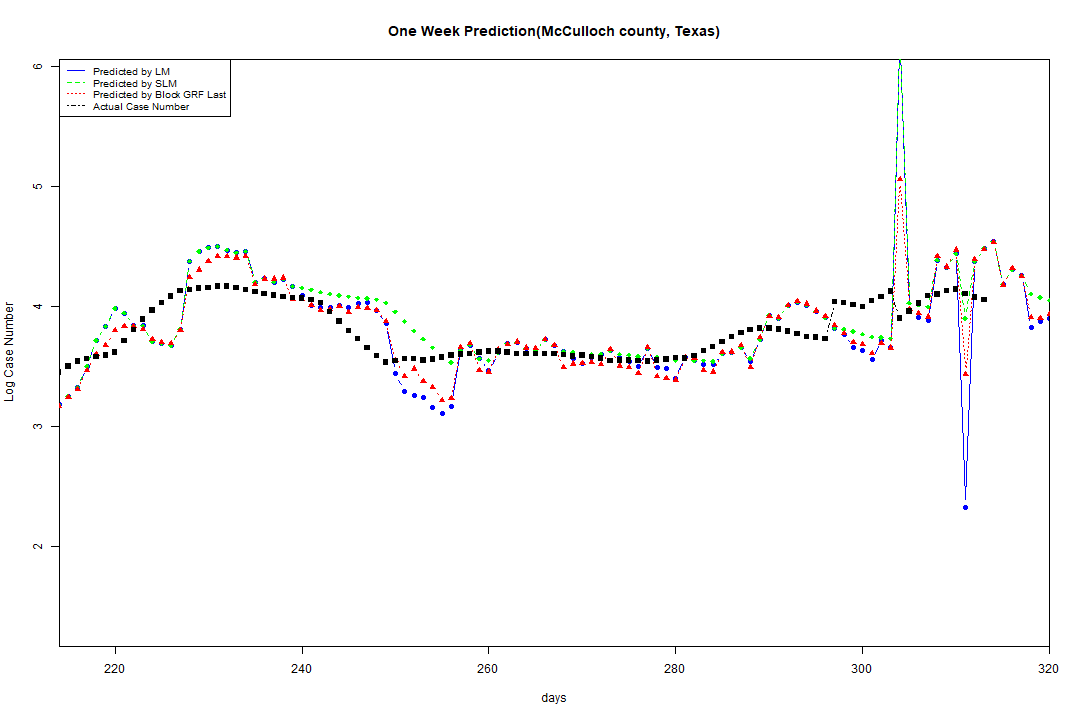 One Week Prediction(McCulloch county, Texas)
Predicted by LM
Predicted by SLM
Predicted by Block GRF Last
Actual Case Number
6
5
4
3
2
Log Case Number
220 240 260 280 300 320
days